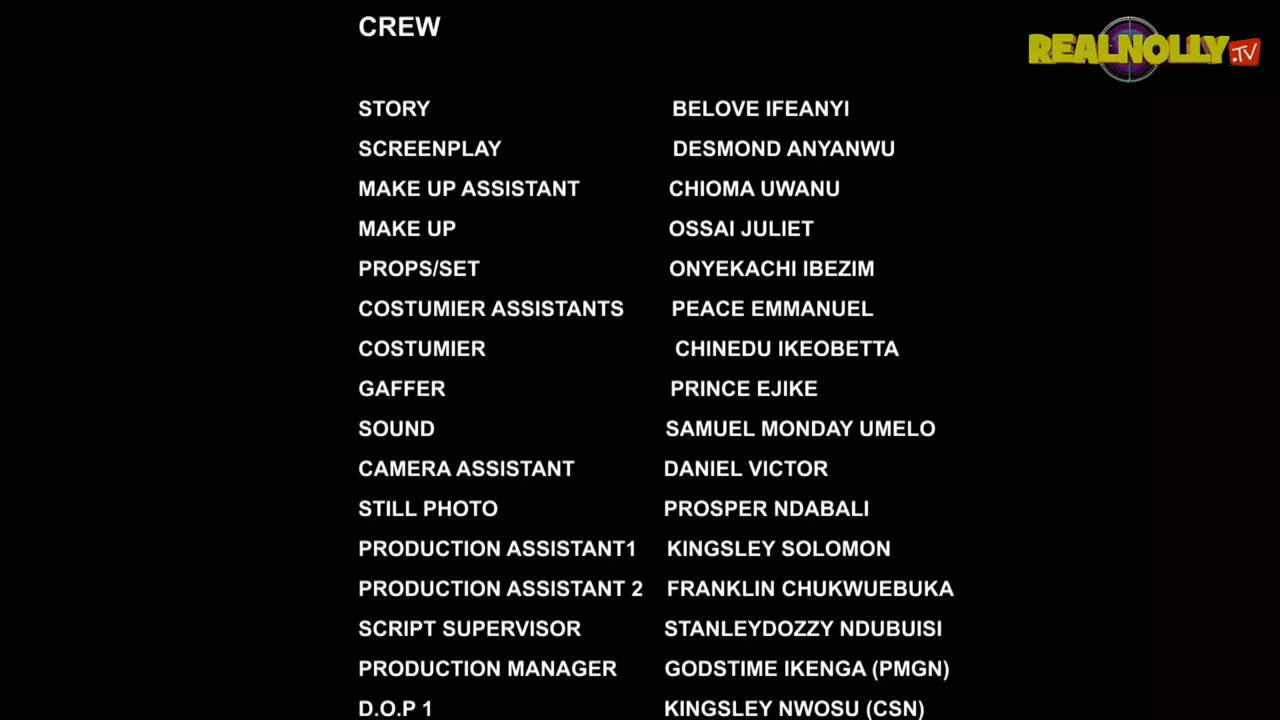 CREW
REALNOLLY.TV
STORY BELOVE IFEANYI
SCREENPLAY DESMOND ANYANWU
MAKE UP ASSISTANT CHIOMA UWANU
MAKE UP OSSAI JULIET
PROPS/SET ONYEKACHI IBEZIM
COSTUMIER ASSISTANTS PEACE EMMANUEL
COSTUMIER CHINEDU IKEOBETTA
GAFFER PRINCE EJIKE
SOUND SAMUEL MONDAY UMELO
CAMERA ASSISTANT DANIEL VICTOR
STILL PHOTO PROSPER NDABALI
PRODUCTION ASSISTANT1 KINGSLEY SOLOMON
PRODUCTION ASSISTANT 2 FRANKLIN CHUKWUEBUKA
SCRIPT SUPERVISOR STANLEYDOZZY NDUBUISI
PRODUCTION MANAGER GODSTIME IKENGA (PMGN)
D.O.P 1 KINGSLEY NWOSU (CSN)